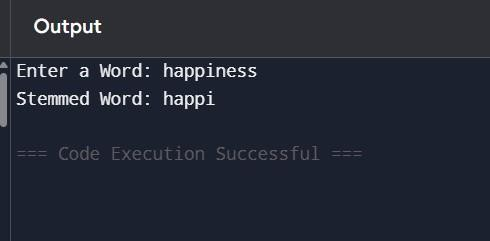 Output
Enter a Word: happiness
Stemmed Word: happi
=== Code Execution Successful ===